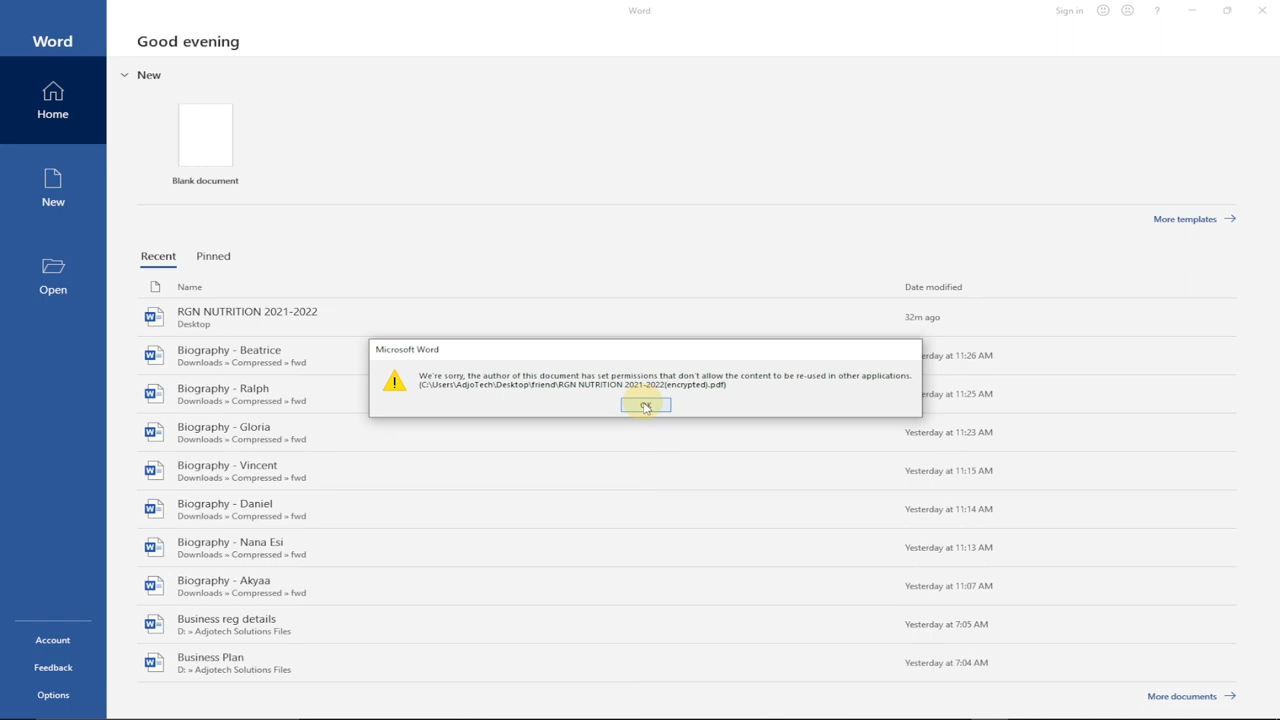 Word
Sign in
?
Word
Good evening
Home
New
Open
Account
Feedback
Options
New
Blank document
More templates
Recent
Pinned
Name
Date modified
RGN NUTRITION 2021-2022
Desktop
32m ago
Biography - Beatrice
Downloads » Compressed » fwd
erday at 11:26 AM
Biography - Ralph
Downloads » Compressed » fwd
erday at 11:25 AM
Biography - Gloria
Downloads » Compressed » fwd
Yesterday at 11:23 AM
Biography - Vincent
Downloads » Compressed » fwd
Yesterday at 11:15 AM
Biography - Daniel
Downloads » Compressed » fwd
Yesterday at 11:14 AM
Biography - Nana Esi
Downloads » Compressed » fwd
Yesterday at 11:13 AM
Biography - Akyaa
Downloads » Compressed » fwd
Yesterday at 11:07 AM
Business reg details
D: » Adjotech Solutions Files
Yesterday at 7:05 AM
Business Plan
D: » Adjotech Solutions Files
Yesterday at 7:04 AM
More documents
Microsoft Word
We're sorry, the author of this document has set permissions that don't allow the content to be re-used in other applications.
(C:\Users\AdjoTech\Desktop\friend\RGN NUTRITION 2021-2022(encrypted).pdf)
OK